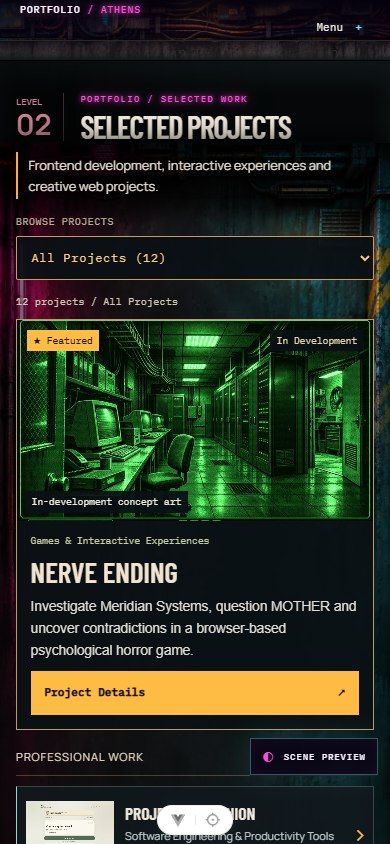 PORTFOLIO / ATHENS
Menu +
LEVEL
02
PORTFOLIO / SELECTED WORK
SELECTED PROJECTS
Frontend development, interactive experiences and
creative web projects.
BROWSE PROJECTS
All Projects (12)
12 projects / All Projects
★ Featured
In Development
In-development concept art
Games & Interactive Experiences
NERVE ENDING
Investigate Meridian Systems, question MOTHER and
uncover contradictions in a browser-based
psychological horror game.
Project Details ↗
PROFESSIONAL WORK
SCENE PREVIEW
Software Engineering & Productivity Tools